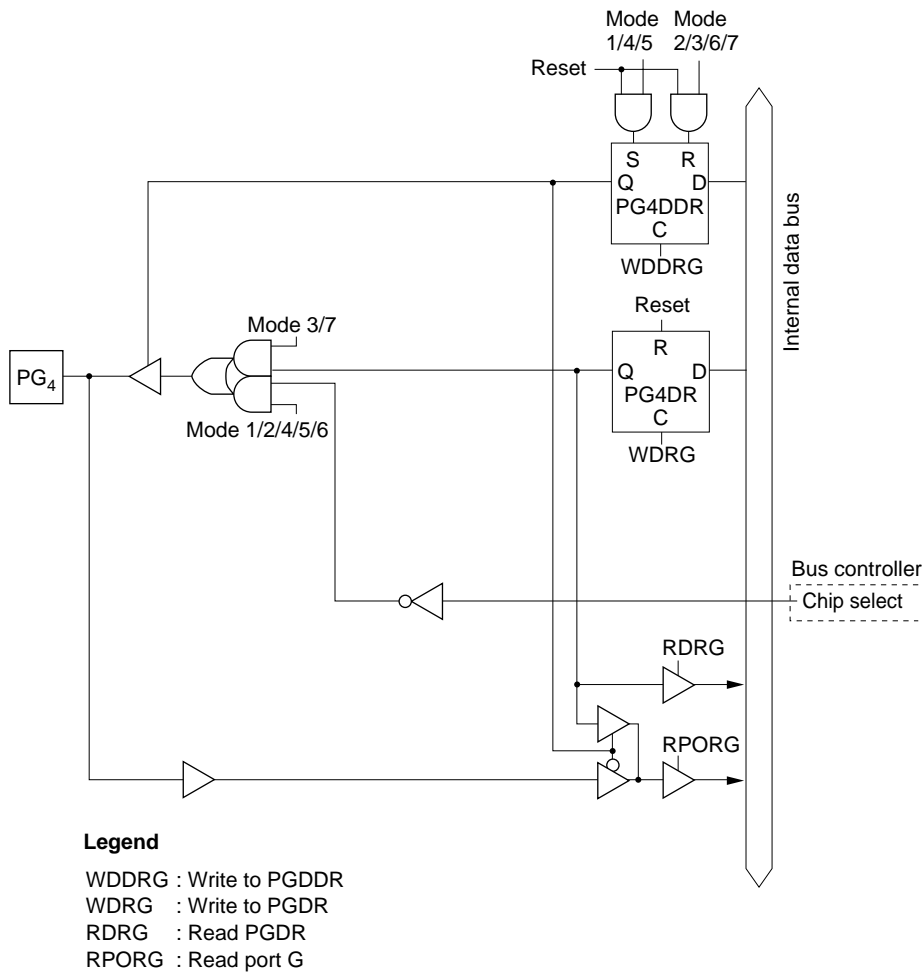 Mode
1/4/5
Mode
2/3/6/7
Reset
S
R
Q
D
PG4DDR
C
WDDRG
Internal data bus
Reset
R
Q
D
PG4DR
C
WDRG
Mode 3/7
PG4
Mode 1/2/4/5/6
Bus controller
Chip select
RDRG
RPORG
Legend
WDDRG : Write to PGDDR
WDRG : Write to PGDR
RDRG : Read PGDR
RPORG : Read port G